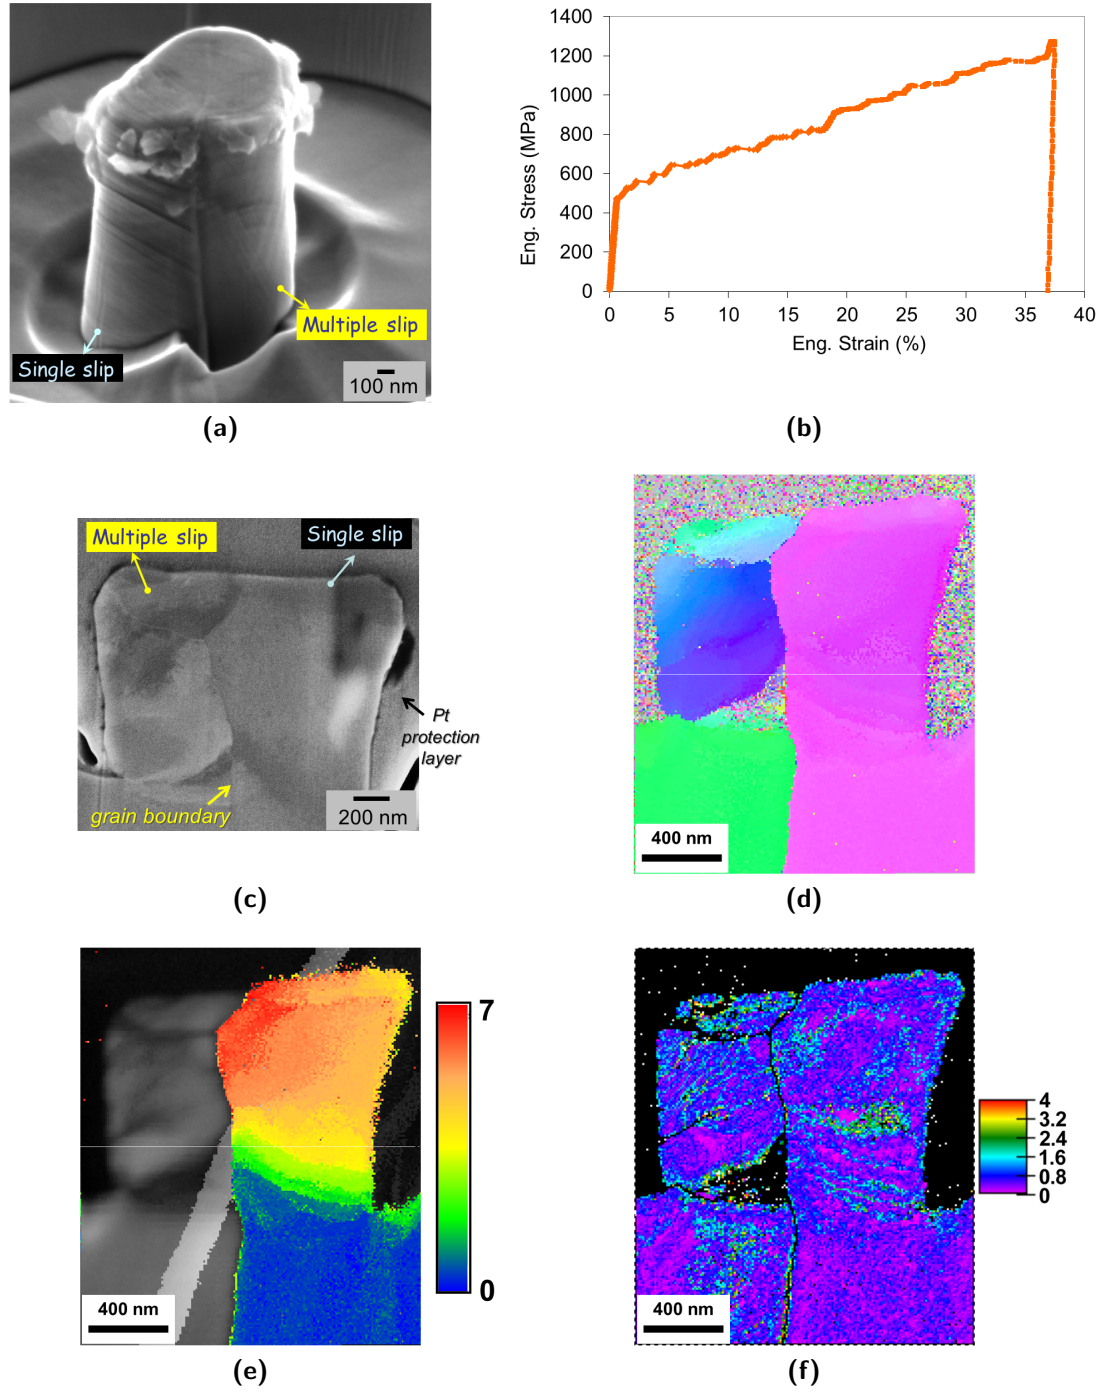 Multiple slip
Single slip
100 nm
(a)
1400
1200
1000
800
600
400
200
0
Eng. Stress (MPa)
0 5 10 15 20 25 30 35 40
Eng. Strain (%)
(b)
Multiple slip
Single slip
Pt
protection
layer
grain boundary
200 nm
(c)
400 nm
(d)
7
0
400 nm
(e)
4
3.2
2.4
1.6
0.8
0
400 nm
(f)